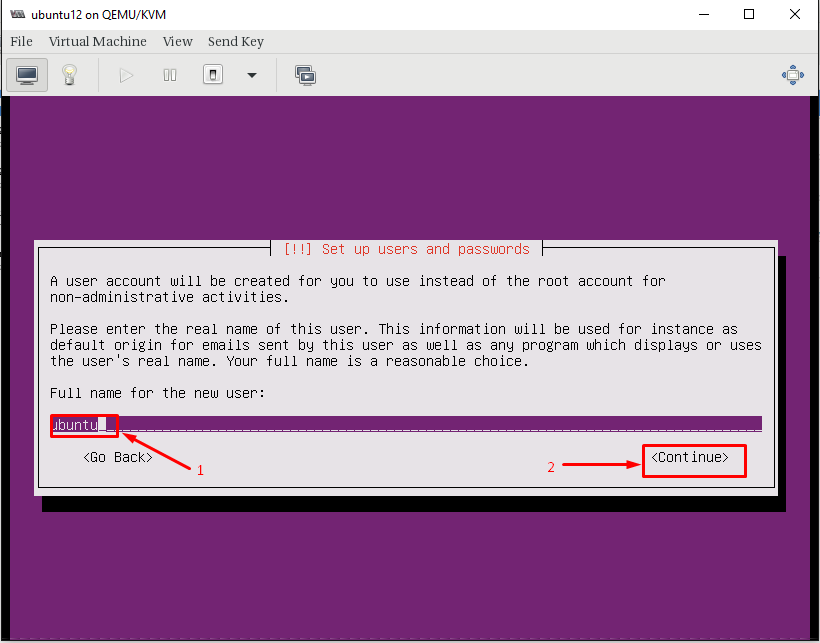 ubuntu12 on QEMU/KVM
File Virtual Machine View Send Key
[!!] Set up users and passwords
A user account will be created for you to use instead of the root account for
non-administrative activities.
Please enter the real name of this user. This information will be used for instance as
default origin for emails sent by this user as well as any program which displays or uses
the user's real name. Your full name is a reasonable choice.
Full name for the new user:
ubuntu
<Go Back> <Continue>
1
2